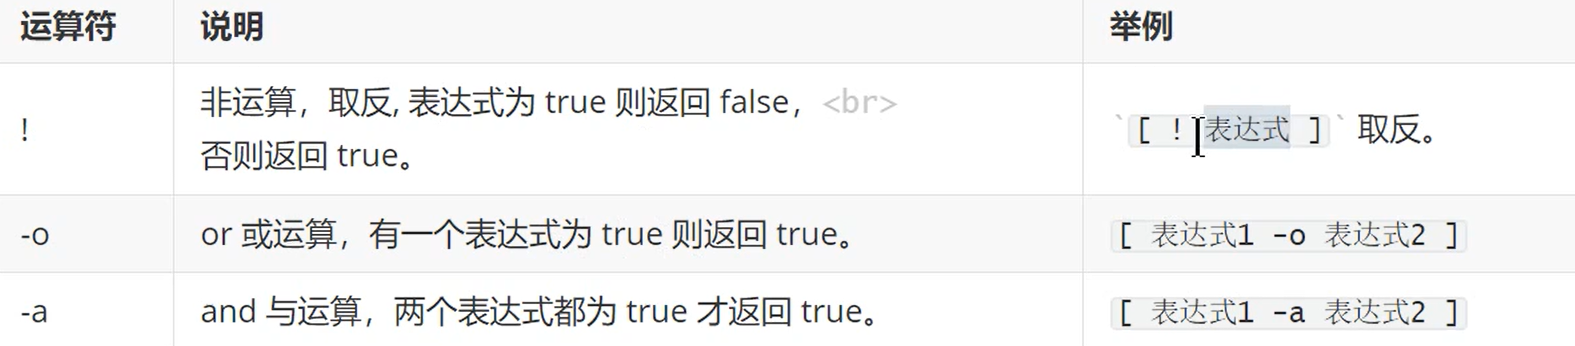 运算符 说明 举例
! 非运算，取反, 表达式为 true 则返回 false，<br>
否则返回 true。 `[ ! 表达式 ]` 取反。
-o or 或运算，有一个表达式为 true 则返回 true。 [ 表达式1 -o 表达式2 ]
-a and 与运算，两个表达式都为 true 才返回 true。 [ 表达式1 -a 表达式2 ]